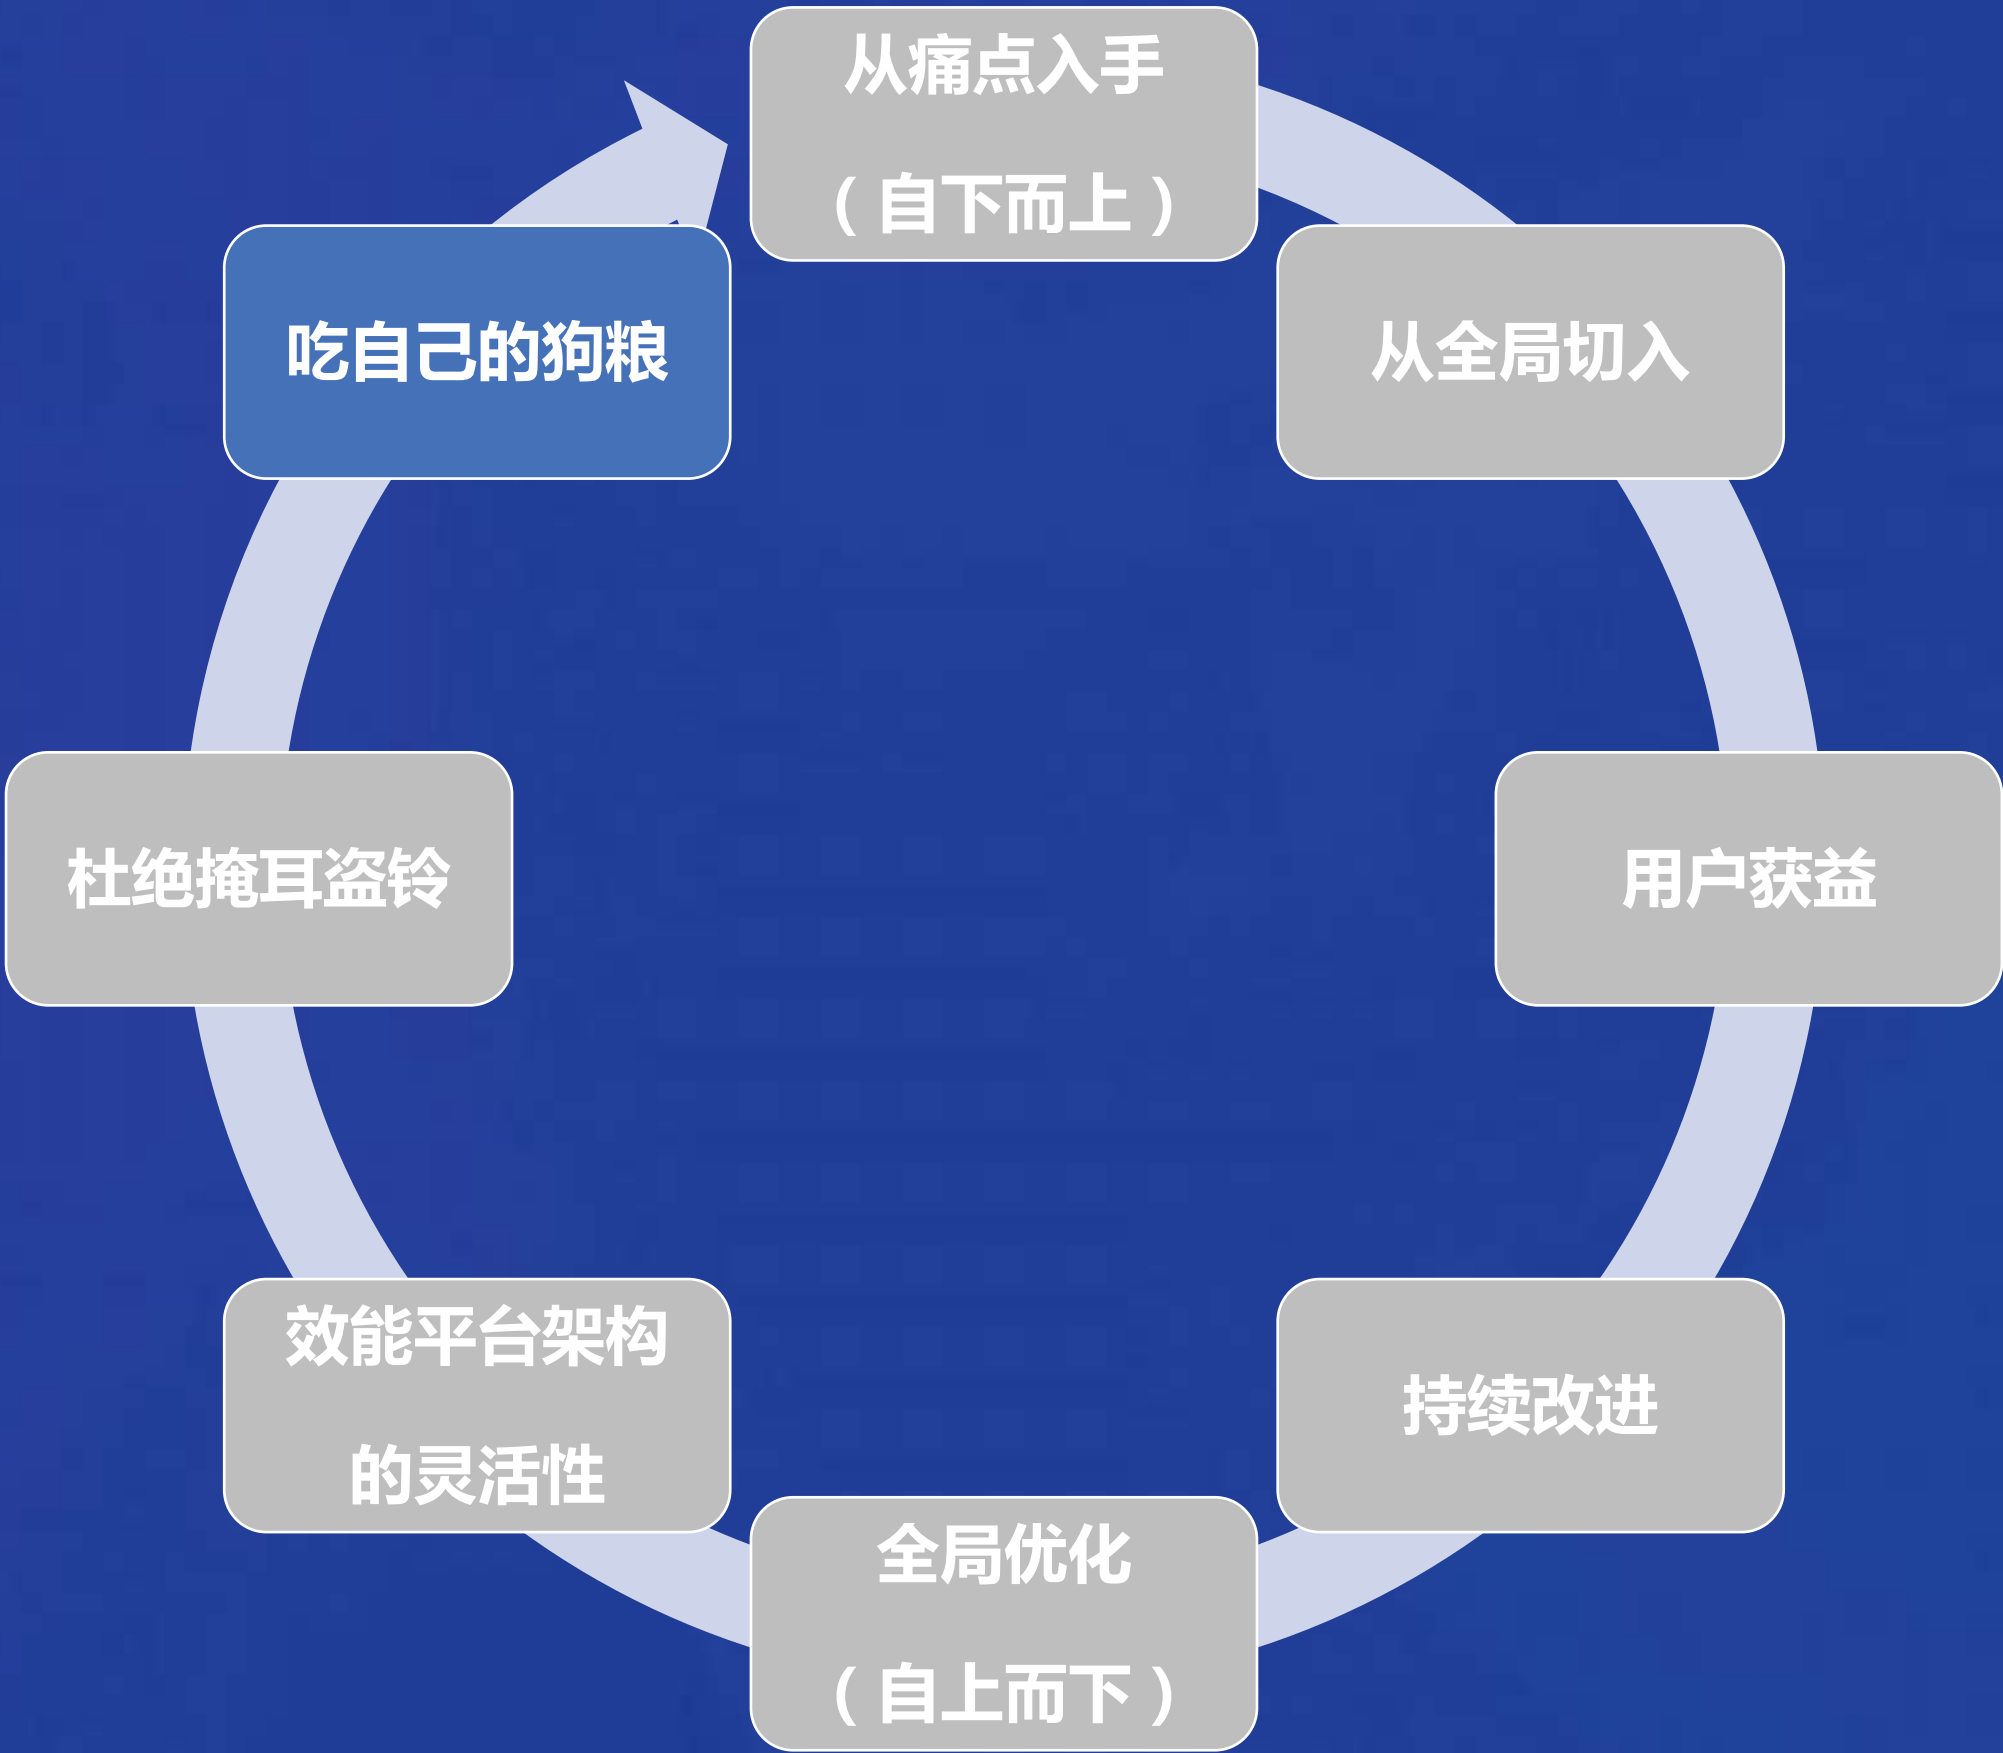 从痛点入手
（自下而上）
从全局切入
用户获益
持续改进
全局优化
（自上而下）
效能平台架构
的灵活性
杜绝掩耳盗铃
吃自己的狗粮